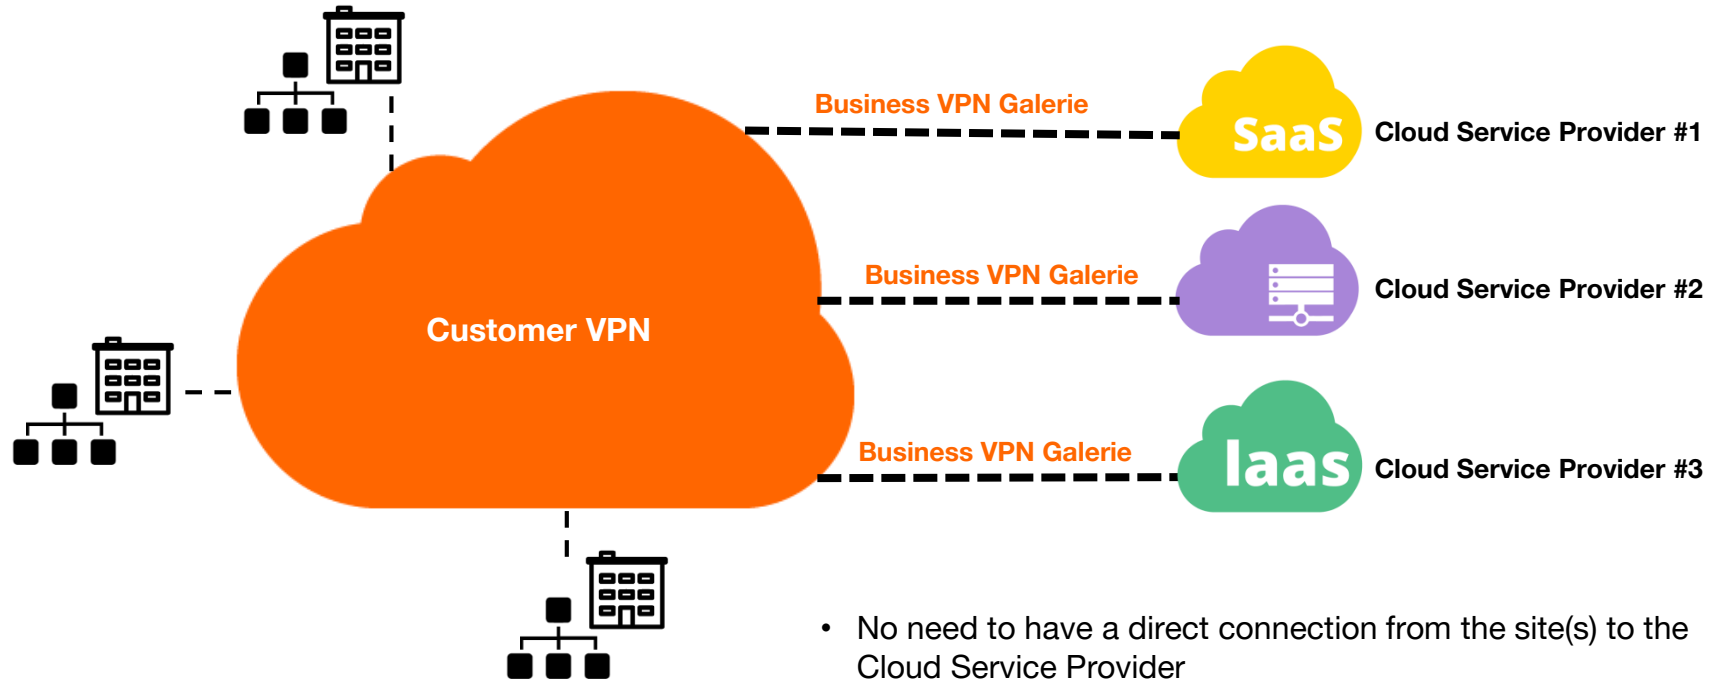 Business VPN Galerie
SaaS
Cloud Service Provider #1
Business VPN Galerie
Cloud Service Provider #2
Customer VPN
Business VPN Galerie
Iaas
Cloud Service Provider #3
• No need to have a direct connection from the site(s) to the
Cloud Service Provider